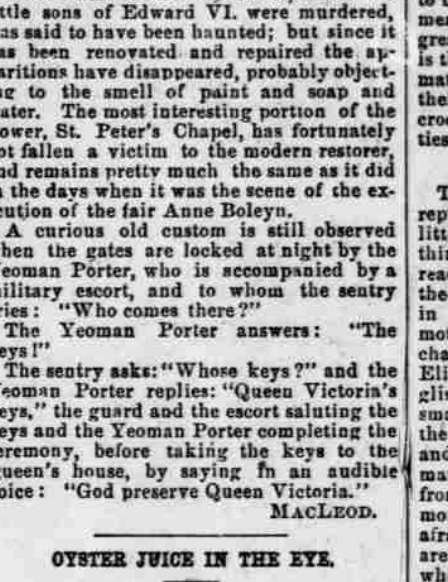 ttle sons of Edward VI. were murdered,
as said to have been haunted; but since it
as been renovated and repaired the ap-
aritions have disappeared, probably object-
ng to the smell of paint and soap and
ater. The most interesting portion of the
ower, St. Peter's Chapel, has fortunately
ot fallen a victim to the modern restorer,
nd remains pretty much the same as it did
n the days when it was the scene of the ex-
cution of the fair Anne Boleyn.
A curious old custom is still observed
hen the gates are locked at night by the
eoman Porter, who is accompanied by a
ilitary escort, and to whom the sentry
ries: "Who comes there?"
The Yeoman Porter answers: "The
eys!"
The sentry asks: "Whose keys?" and the
eoman Porter replies: "Queen Victoria's
eys," the guard and the escort saluting the
eys and the Yeoman Porter completing the
eremony, before taking the keys to the
ueen's house, by saying in an audible
oice: "God preserve Queen Victoria."
MACLEOD.
OYSTER JUICE IN THE EYE.